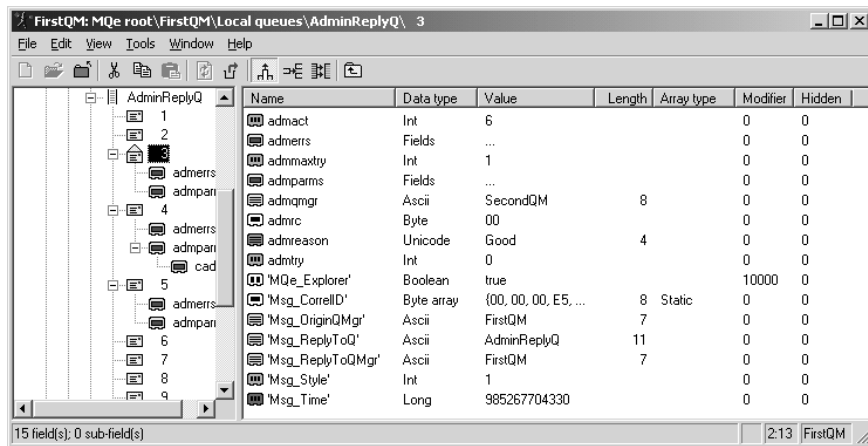 FirstQM: MQe root\FirstQM\Local queues\AdminReplyQ\ 3
File Edit View Tools Window Help
AdminReplyQ
1
2
3
admerrs
admparr
4
admerrs
admpari
cad
5
admerrs
admpari
6
7
8
9
Name Data type Value Length Array type Modifier Hidden
admact Int 6 0 0
admerrs Fields ... 0 0
admmaxtry Int 1 0 0
admparms Fields ... 0 0
admqmgr Ascii SecondQM 8 0 0
admrc Byte 00 0 0
admreason Unicode Good 4 0 0
admtry Int 0 0 0
'MQe_Explorer' Boolean true 10000 0
'Msg_CorrelID' Byte array {00, 00, 00, E5, ... 8 Static 0 0
'Msg_OriginQMgr' Ascii FirstQM 7 0 0
'Msg_ReplyToQ' Ascii AdminReplyQ 11 0 0
'Msg_ReplyToQMgr' Ascii FirstQM 7 0 0
'Msg_Style' Int 1 0 0
'Msg_Time' Long 985267704330 0 0
15 field(s); 0 sub-field(s) 2:13 FirstQM